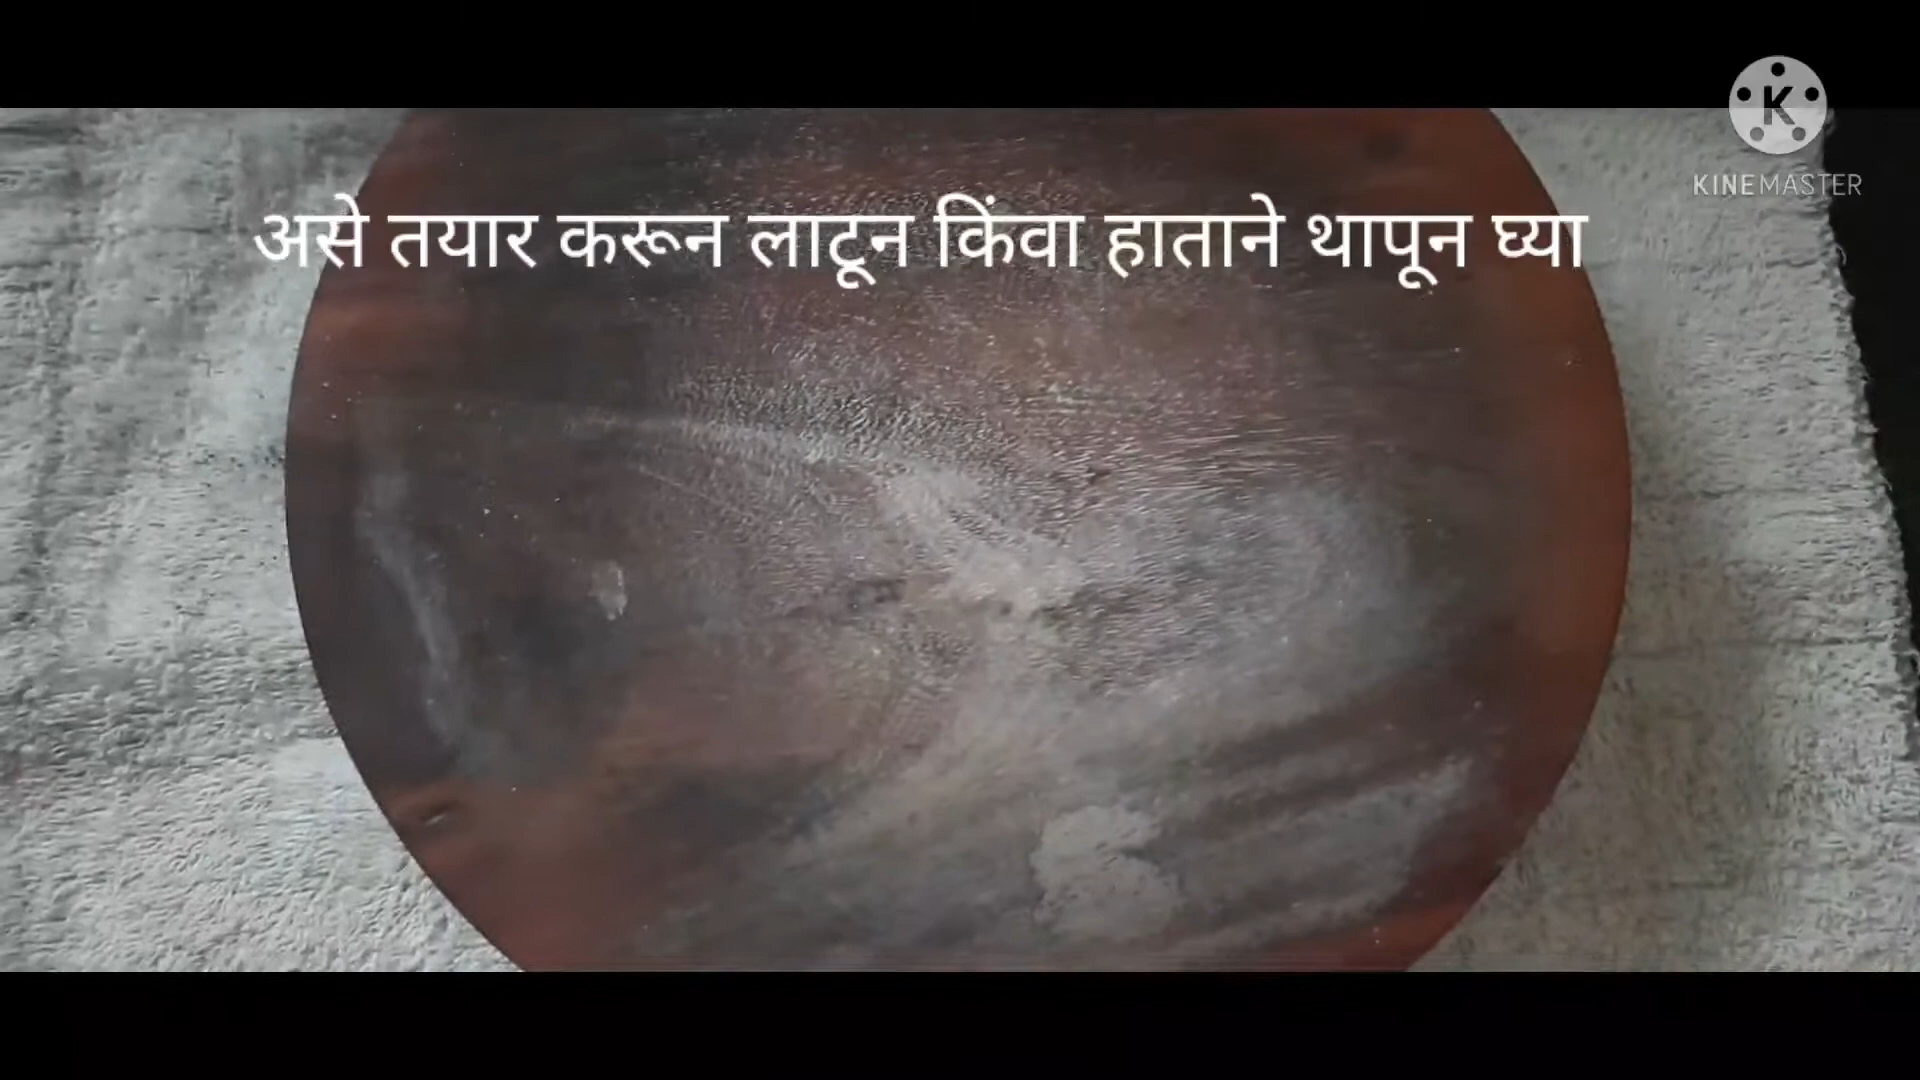 K
KINEMASTER
असे तयार करून लाटून किंवा हाताने थापून घ्या